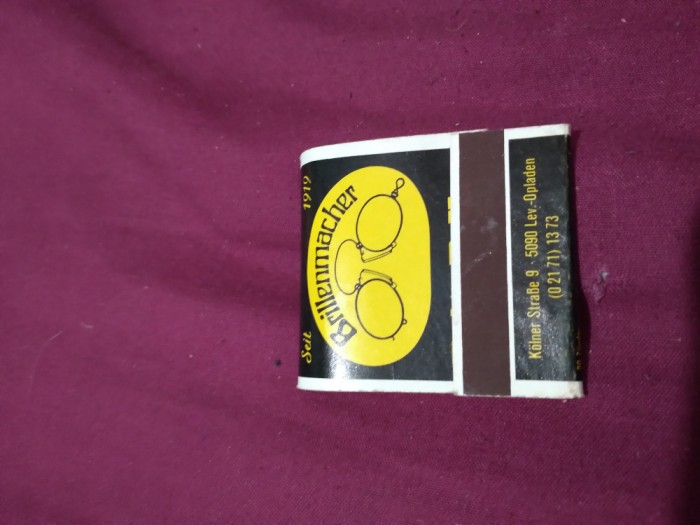 Seit 1919
Brillenmacher
Kölner Straße 9 · 5090 Lev.-Opladen
(0 21 71) 13 73